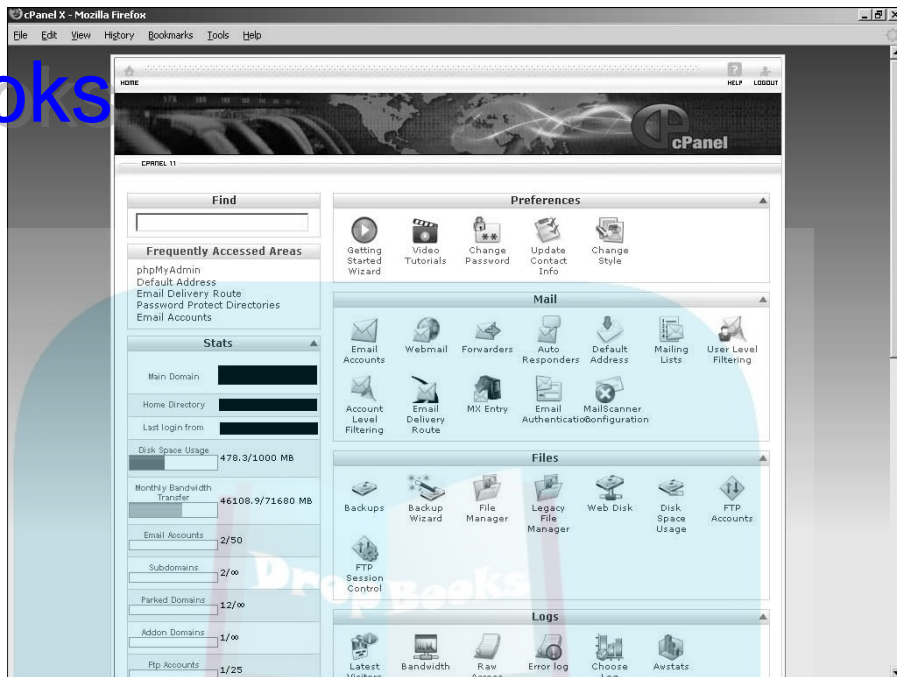 cPanel X - Mozilla Firefox
File Edit View History Bookmarks Tools Help
HOME
HELP LOGOUT
oks
cPanel
CPANEL 11
Find
Frequently Accessed Areas
phpMyAdmin
Default Address
Email Delivery Route
Password Protect Directories
Email Accounts
Stats
Main Domain
Home Directory
Last login from
Disk Space Usage
478.3/1000 MB
Monthly Bandwidth
Transfer
46108.9/71680 MB
Email Accounts
2/50
Subdomains
2/∞
Parked Domains
12/∞
Addon Domains
1/∞
Ftp Accounts
1/25
Preferences
Getting Started Wizard
Video Tutorials
Change Password
Update Contact Info
Change Style
Mail
Email Accounts
Webmail
Forwarders
Auto Responders
Default Address
Mailing Lists
User Level Filtering
Account Level Filtering
Email Delivery Route
MX Entry
Email Authentication
MailScanner Configuration
Files
Backups
Backup Wizard
File Manager
Legacy File Manager
Web Disk
Disk Space Usage
FTP Accounts
FTP Session Control
DropBooks
Logs
Latest Visitors
Bandwidth
Raw Access
Error log
Choose Log
Awstats